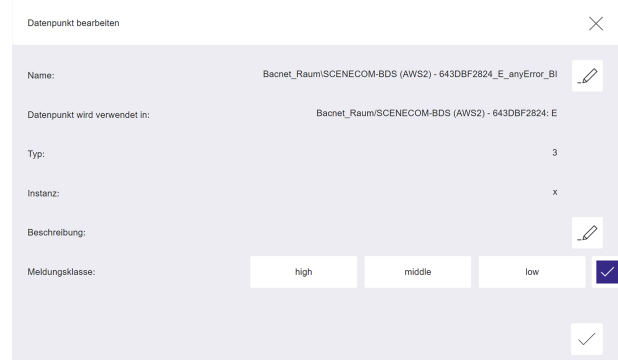 Datenpunkt bearbeiten
Name: Bacnet_Raum\SCENECOM-BDS (AWS2) - 643DBF2824_E_anyError_BI
Datenpunkt wird verwendet in: Bacnet_Raum/SCENECOM-BDS (AWS2) - 643DBF2824: E
Typ: 3
Instanz: x
Beschreibung:
Meldungsklasse: high middle low